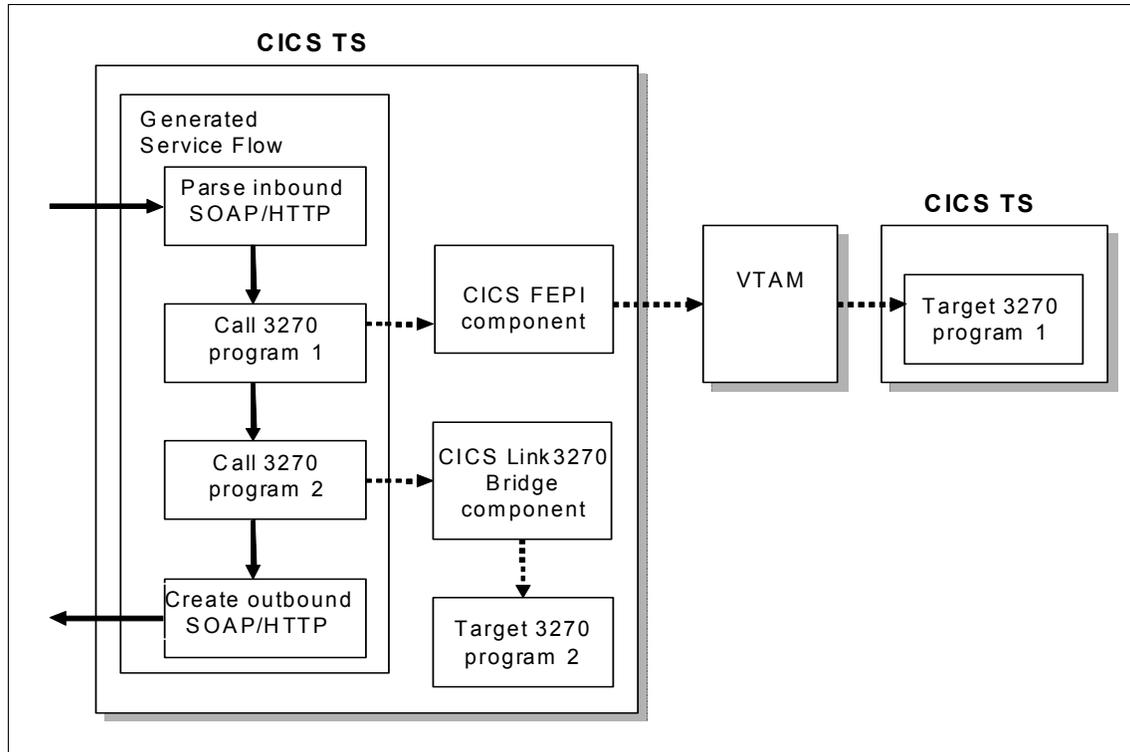 CICS TS
Generated
Service Flow
Parse inbound
SOAP/HTTP
Call 3270
program 1
Call 3270
program 2
Create outbound
SOAP/HTTP
CICS FEPI
component
CICS Link3270
Bridge
component
Target 3270
program 2
VTAM
CICS TS
Target 3270
program 1